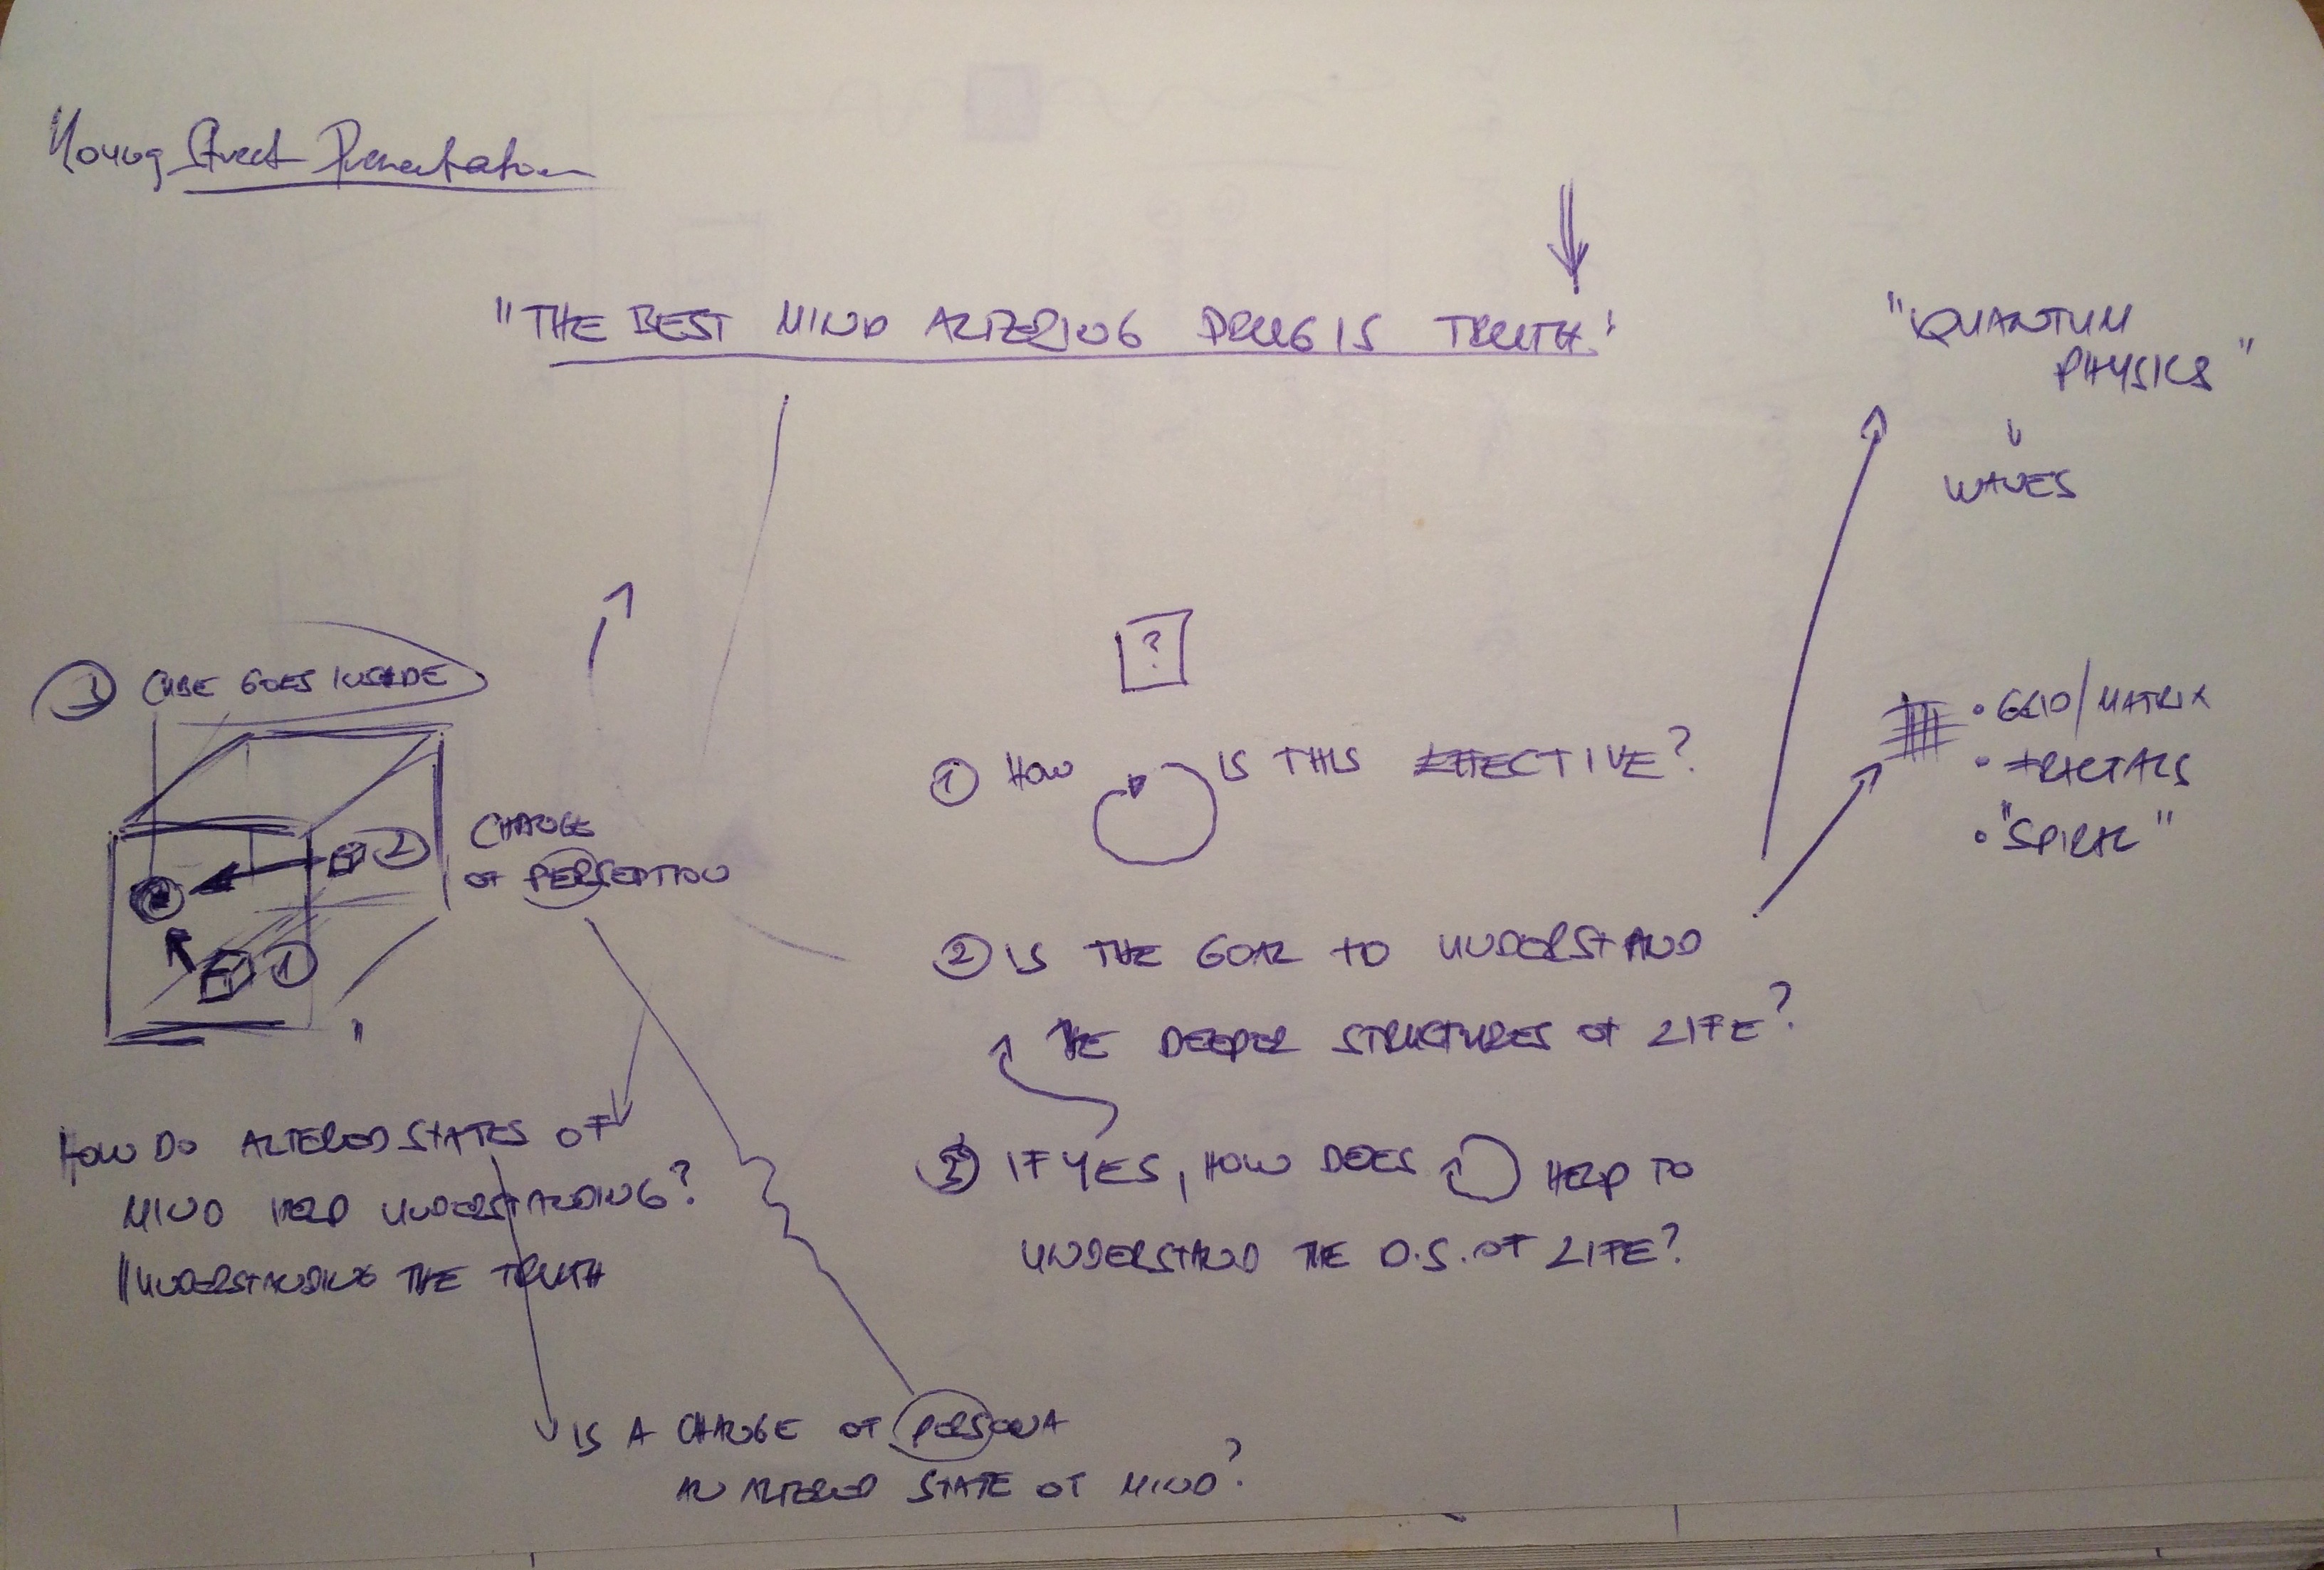 Young Street Presentation
"THE BEST MIND ALTERING DRUG IS TRUTH."
"QUANTUM
PHYSICS"
WAVES
3 CUBE GOES INSIDE
2
1
CHANGE
OF PERSEPTION
?
1 HOW IS THIS EFFECTIVE?
2 IS THE GOAL TO UNDERSTAND
THE DEEPER STRUCTURES OF LIFE?
3 IF YES, HOW DOES HELP TO
UNDERSTAND THE D.S. OF LIFE?
• GRID/MATRIX
• FRACTALS
• "SPIRAL"
HOW DO ALTERED STATES OF
MIND HELP UNDERSTANDING?
UNDERSTANDING THE TRUTH
IS A CHANGE OF PERSONA
AN ALTERED STATE OF MIND?